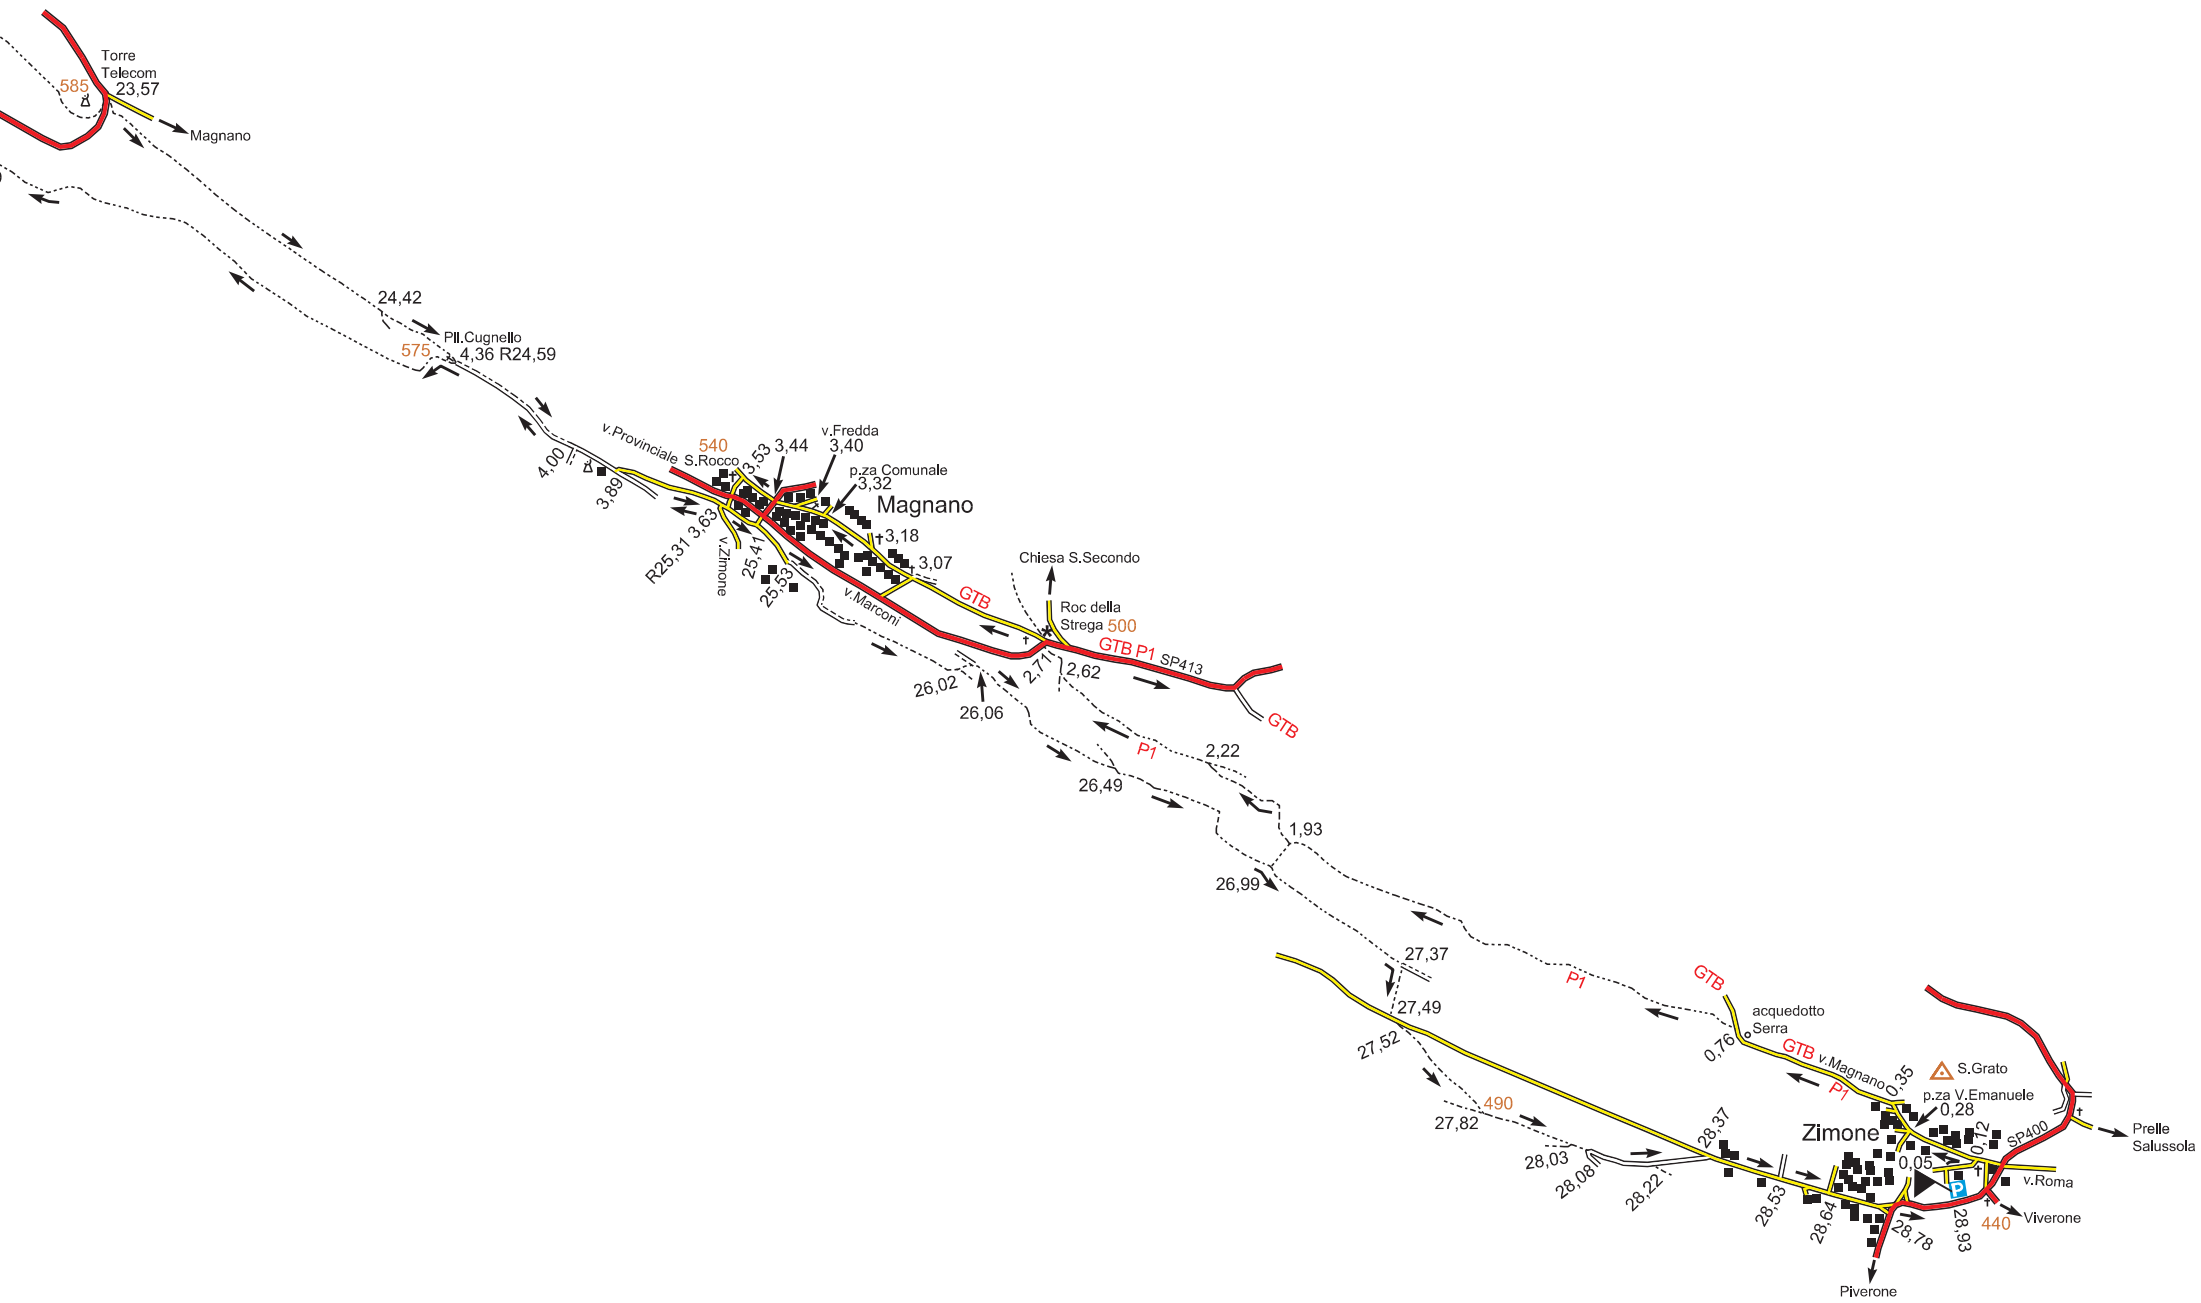 Torre
Telecom
585
23,57
Magnano
24,42
Pil.Cugnello
575
4,36 R24,59
4,00
3,89
v.Provinciale
540
S.Rocco
3,53
3,44
v.Fredda
3,40
p.za Comunale
3,32
Magnano
R25,31 3,63
v.Zimone
25,41
25,53
3,18
3,07
v.Marconi
GTB
Chiesa S.Secondo
Roc della
Strega 500
GTB P1 SP413
2,71
2,62
26,02
26,06
GTB
P1
2,22
26,49
1,93
26,99
27,37
P1
GTB
27,49
27,52
acquedotto
Serra
0,76
GTB v.Magnano
P1
0,35
S.Grato
p.za V.Emanuele
0,28
490
27,82
28,37
Zimone
0,12
SP400
Prelle
Salussola
28,03
28,08
28,22
0,05
P
v.Roma
28,53
28,64
28,78
28,93
440
Viverone
Piverone